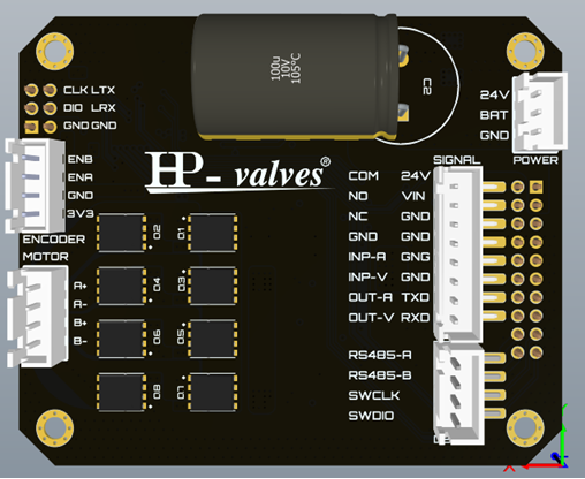 100u
10V
105°C
C2
CLK LTX
DIO LRX
GND GND
24V
BAT
GND
POWER
ENB
ENA
GND
3V3
ENCODER
HP- valves®
SIGNAL
COM 24V
NO VIN
NC GND
GND GND
INP-A GNG
INP-V GND
OUT-A TXD
OUT-V RXD
MOTOR
A+
A-
B+
B-
Q2 Q1
Q4 Q3
Q6 Q5
Q8 Q7
RS485-A
RS485-B
SWCLK
SWDIO
X